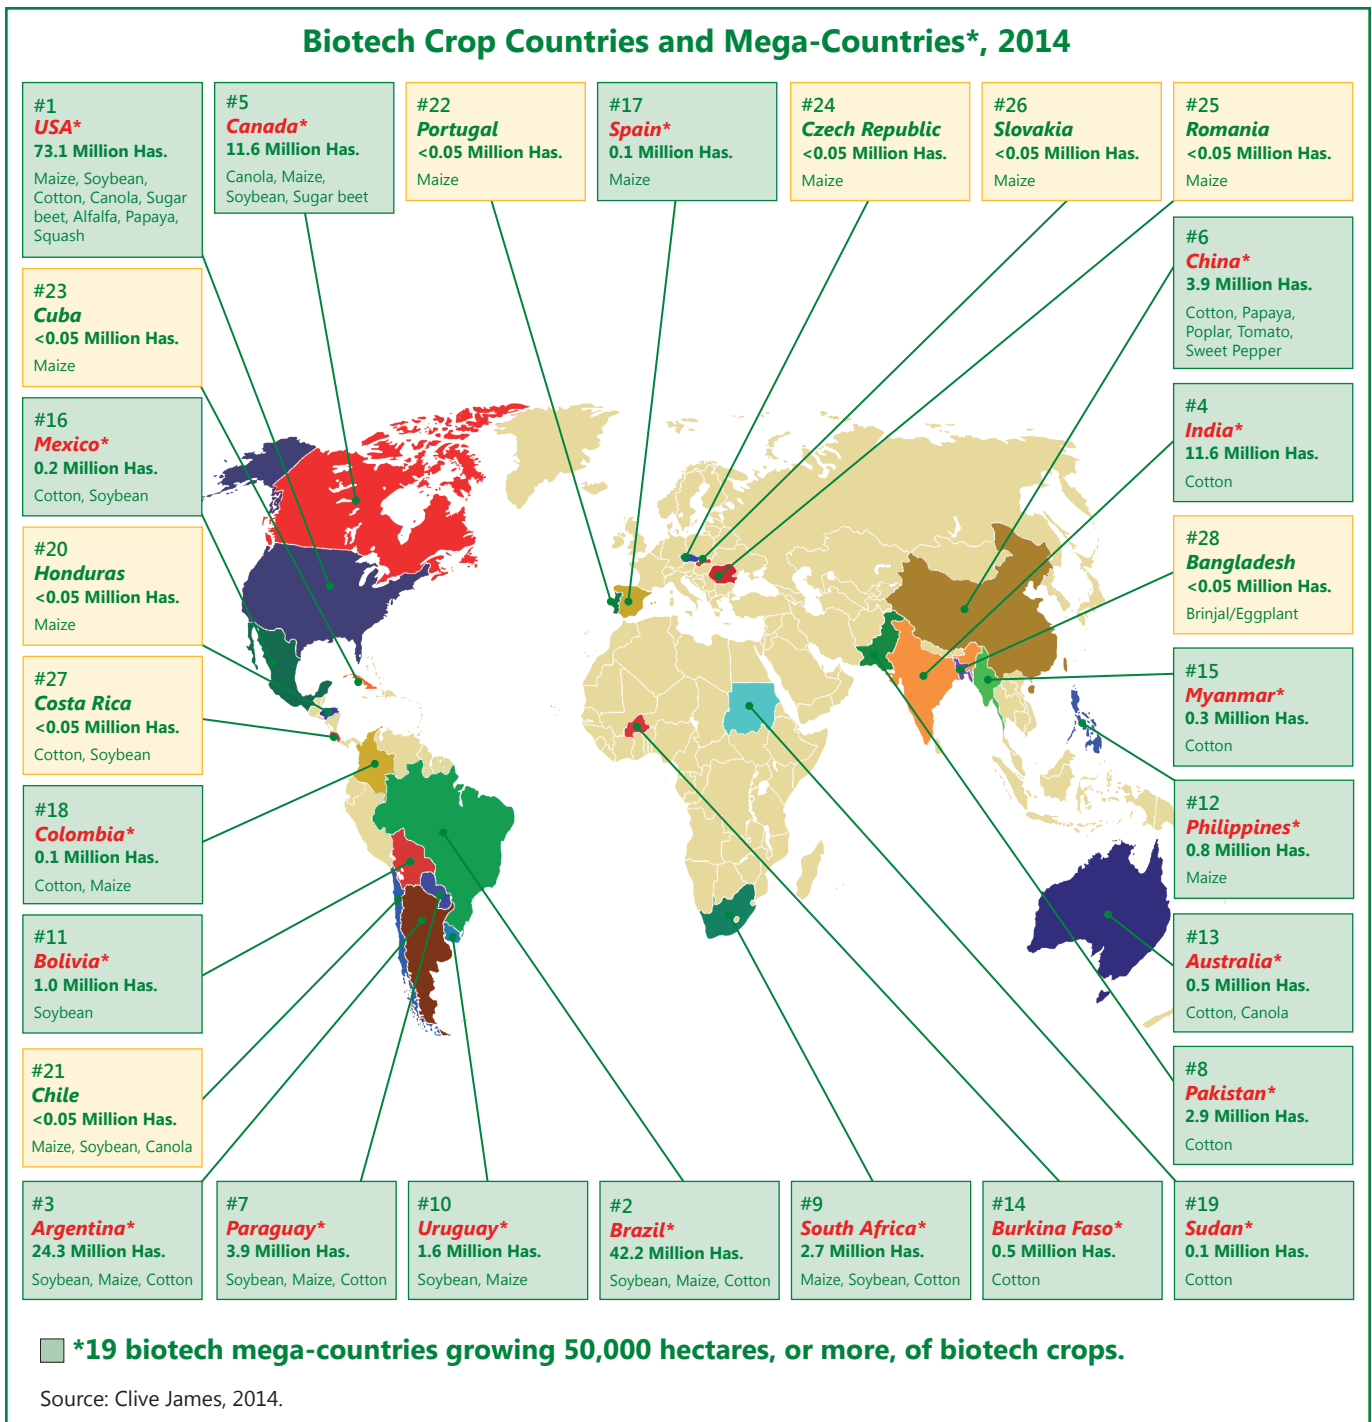 Biotech Crop Countries and Mega-Countries*, 2014
#1
USA*
73.1 Million Has.
Maize, Soybean,
Cotton, Canola, Sugar
beet, Alfalfa, Papaya,
Squash
#5
Canada*
11.6 Million Has.
Canola, Maize,
Soybean, Sugar beet
#22
Portugal
<0.05 Million Has.
Maize
#17
Spain*
0.1 Million Has.
Maize
#24
Czech Republic
<0.05 Million Has.
Maize
#26
Slovakia
<0.05 Million Has.
Maize
#25
Romania
<0.05 Million Has.
Maize
#23
Cuba
<0.05 Million Has.
Maize
#16
Mexico*
0.2 Million Has.
Cotton, Soybean
#20
Honduras
<0.05 Million Has.
Maize
#27
Costa Rica
<0.05 Million Has.
Cotton, Soybean
#18
Colombia*
0.1 Million Has.
Cotton, Maize
#11
Bolivia*
1.0 Million Has.
Soybean
#21
Chile
<0.05 Million Has.
Maize, Soybean, Canola
#6
China*
3.9 Million Has.
Cotton, Papaya,
Poplar, Tomato,
Sweet Pepper
#4
India*
11.6 Million Has.
Cotton
#28
Bangladesh
<0.05 Million Has.
Brinjal/Eggplant
#15
Myanmar*
0.3 Million Has.
Cotton
#12
Philippines*
0.8 Million Has.
Maize
#13
Australia*
0.5 Million Has.
Cotton, Canola
#8
Pakistan*
2.9 Million Has.
Cotton
#3
Argentina*
24.3 Million Has.
Soybean, Maize, Cotton
#7
Paraguay*
3.9 Million Has.
Soybean, Maize, Cotton
#10
Uruguay*
1.6 Million Has.
Soybean, Maize
#2
Brazil*
42.2 Million Has.
Soybean, Maize, Cotton
#9
South Africa*
2.7 Million Has.
Maize, Soybean, Cotton
#14
Burkina Faso*
0.5 Million Has.
Cotton
#19
Sudan*
0.1 Million Has.
Cotton
*19 biotech mega-countries growing 50,000 hectares, or more, of biotech crops.
Source: Clive James, 2014.